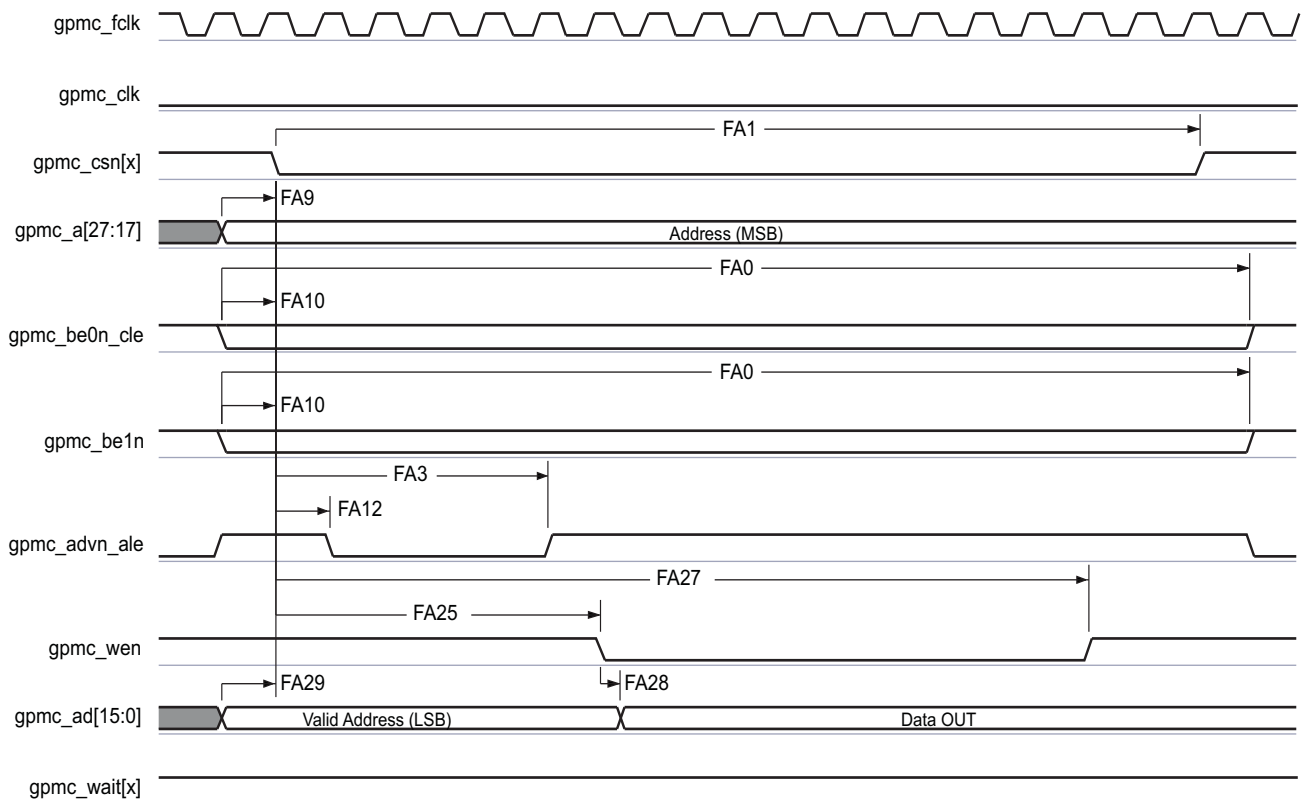 gpmc_fclk
gpmc_clk
FA1
gpmc_csn[x]
FA9
gpmc_a[27:17]
Address (MSB)
FA0
FA10
gpmc_be0n_cle
FA0
FA10
gpmc_be1n
FA3
FA12
gpmc_advn_ale
FA27
FA25
gpmc_wen
FA29
FA28
gpmc_ad[15:0]
Valid Address (LSB)
Data OUT
gpmc_wait[x]